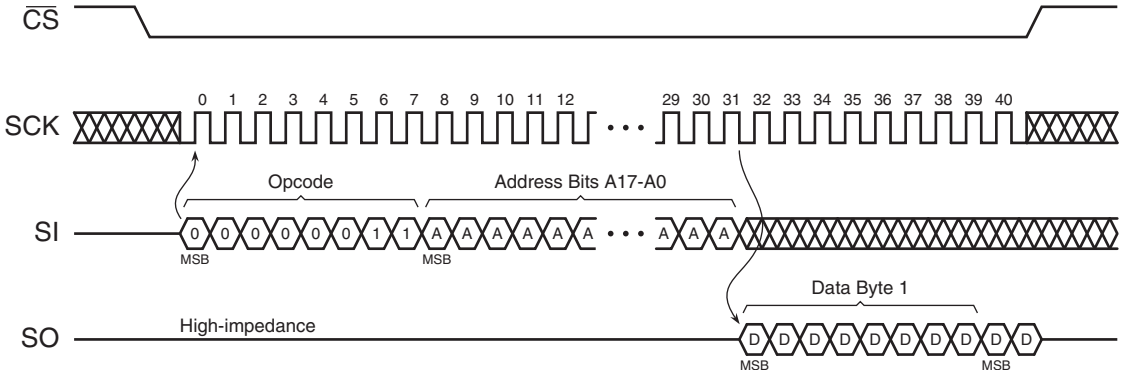 CS
0 1 2 3 4 5 6 7 8 9 10 11 12 29 30 31 32 33 34 35 36 37 38 39 40
SCK • • •
Opcode Address Bits A17-A0
SI 0 0 0 0 0 0 1 1 A A A A A A • • • A A A
MSB MSB
Data Byte 1
High-impedance
SO D D D D D D D D D D
MSB MSB